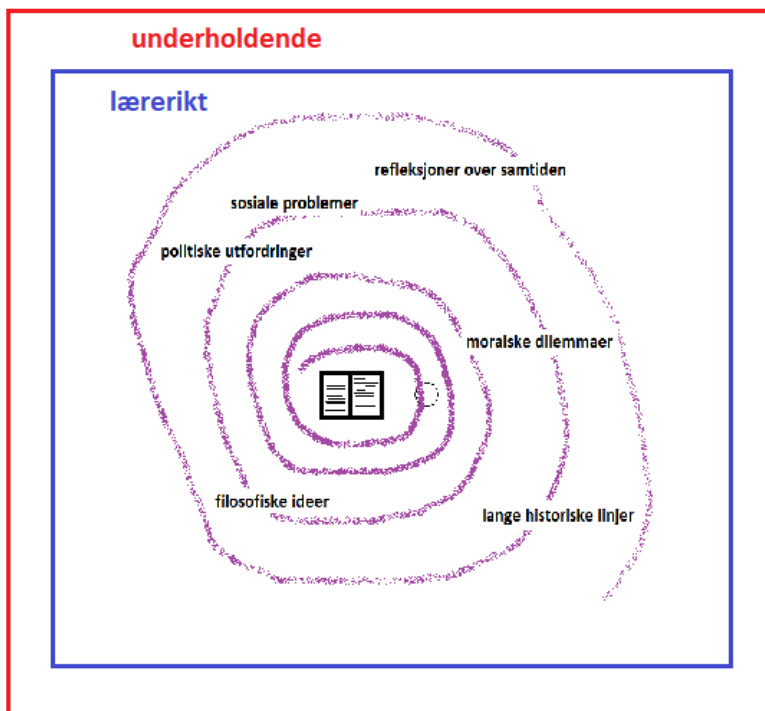 underholdende
lærerikt
refleksjoner over samtiden
sosiale problemer
politiske utfordringer
moralske dilemmaer
filosofiske ideer
lange historiske linjer